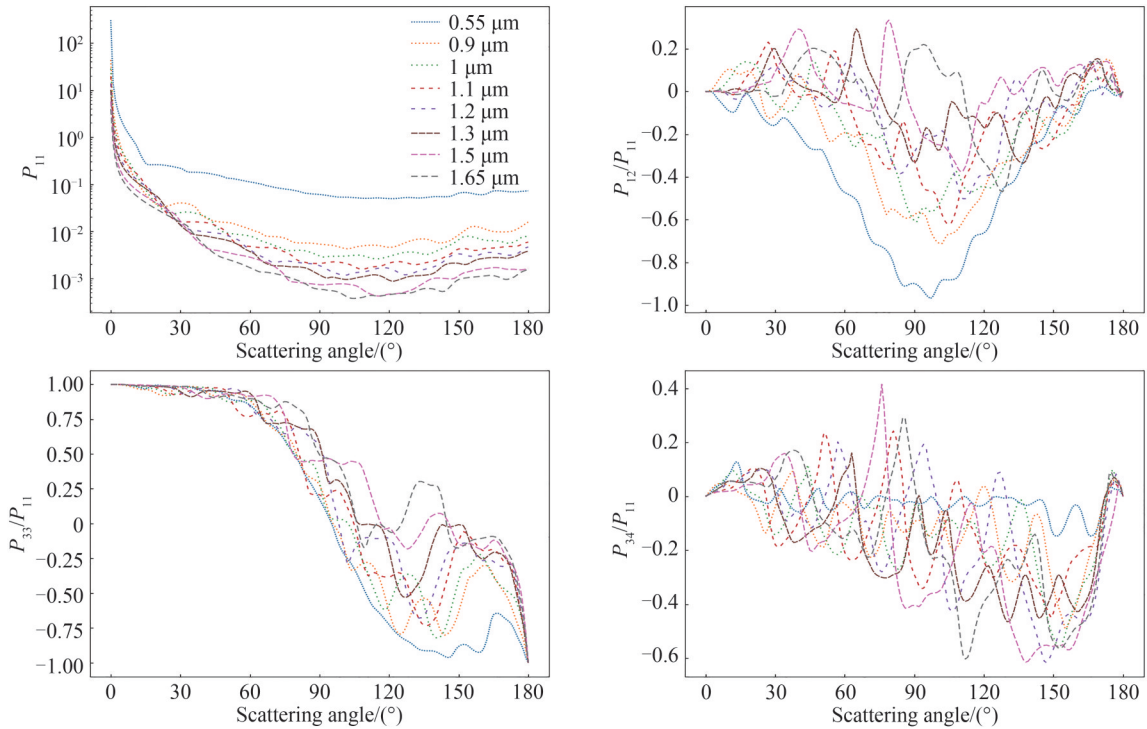 10²
10¹
10⁰
10⁻¹
10⁻²
10⁻³
P₁₁
0.55 μm
0.9 μm
1 μm
1.1 μm
1.2 μm
1.3 μm
1.5 μm
1.65 μm
0 30 60 90 120 150 180
Scattering angle/(°)
0.2
0
−0.2
−0.4
−0.6
−0.8
−1.0
P₁₂/P₁₁
0 30 60 90 120 150 180
Scattering angle/(°)
1.00
0.75
0.50
0.25
0
−0.25
−0.50
−0.75
−1.00
P₃₃/P₁₁
0 30 60 90 120 150 180
Scattering angle/(°)
0.4
0.2
0
−0.2
−0.4
−0.6
P₃₄/P₁₁
0 30 60 90 120 150 180
Scattering angle/(°)